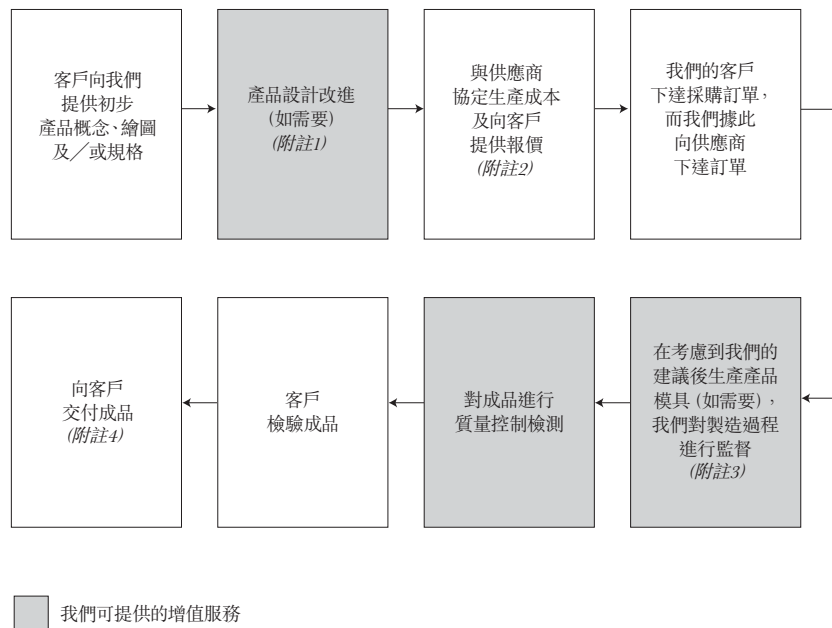 客戶向我們
提供初步
產品概念、繪圖
及／或規格
產品設計改進
(如需要)
(附註1)
與供應商
協定生產成本
及向客戶
提供報價
(附註2)
我們的客戶
下達採購訂單，
而我們據此
向供應商
下達訂單
在考慮到我們的
建議後生產產品
模具(如需要)，
我們對製造過程
進行監督
(附註3)
對成品進行
質量控制檢測
客戶
檢驗成品
向客戶
交付成品
(附註4)
我們可提供的增值服務